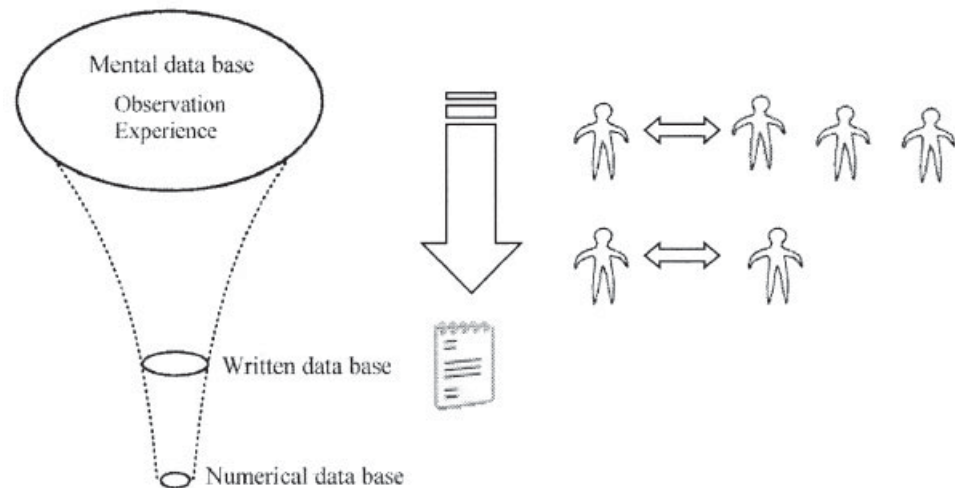 Mental data base
Observation
Experience
Written data base
Numerical data base